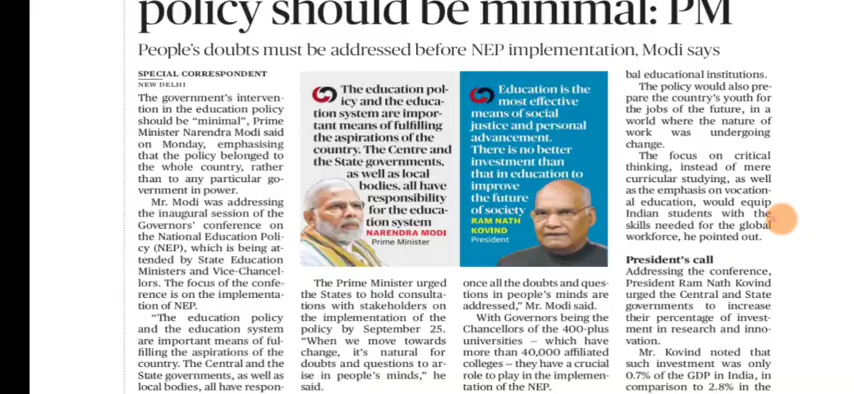 policy should be minimal: PM
People's doubts must be addressed before NEP implementation, Modi says
SPECIAL CORRESPONDENT
NEW DELHI
The government's interven-
tion in the education policy
should be “minimal”, Prime
Minister Narendra Modi said
on Monday, emphasising
that the policy belonged to
the whole country, rather
than to any particular go-
vernment in power.
Mr. Modi was addressing
the inaugural session of the
Governors' conference on
the National Education Poli-
cy (NEP), which is being at-
tended by State Education
Ministers and Vice-Chancel-
lors. The focus of the confe-
rence is on the implementa-
tion of NEP.
“The education policy
and the education system
are important means of ful-
filling the aspirations of the
country. The Central and the
State governments, as well as
local bodies, all have respon-
The education pol-
icy and the educa-
tion system are impor-
tant means of fulfilling
the aspirations of the
country. The Centre and
the State governments,
as well as local
bodies, all have
responsibility
for the educa-
tion system
NARENDRA MODI
Prime Minister
Education is the
most effective
means of social
justice and personal
advancement.
There is no better
investment than
that in education to
improve
the future
of society
RAM NATH
KOVIND
President
The Prime Minister urged
the States to hold consulta-
tions with stakeholders on
the implementation of the
policy by September 25.
“When we move towards
change, it's natural for
doubts and questions to ar-
ise in people's minds,” he
said.
once all the doubts and ques-
tions in people's minds are
addressed,” Mr. Modi said.
With Governors being the
Chancellors of the 400-plus
universities – which have
more than 40,000 affiliated
colleges – they have a crucial
role to play in the implemen-
tation of the NEP.
bal educational institutions.
The policy would also pre-
pare the country's youth for
the jobs of the future, in a
world where the nature of
work was undergoing
change.
The focus on critical
thinking, instead of mere
curricular studying, as well
as the emphasis on vocation-
al education, would equip
Indian students with the
skills needed for the global
workforce, he pointed out.
President's call
Addressing the conference,
President Ram Nath Kovind
urged the Central and State
governments to increase
their percentage of invest-
ment in research and inno-
vation.
Mr. Kovind noted that
such investment was only
0.7% of the GDP in India, in
comparison to 2.8% in the